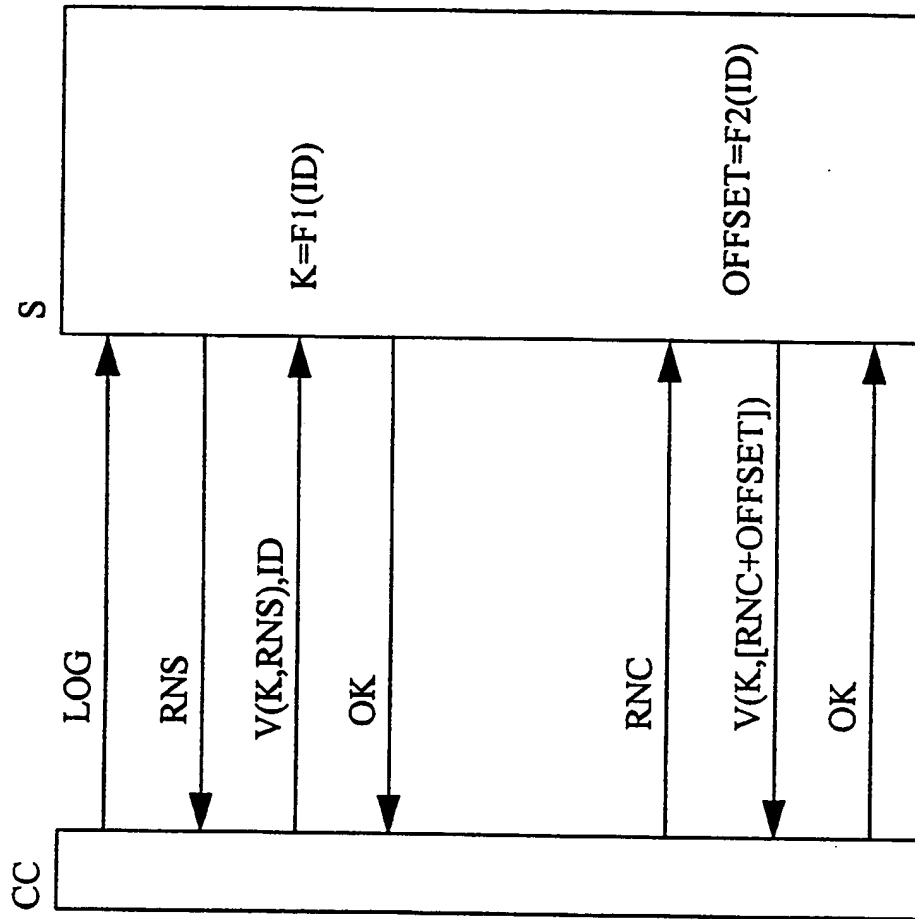 CC
S
LOG
RNS
V(K,RNS),ID
K=F1(ID)
OK
RNC
V(K,[RNC+OFFSET])
OFFSET=F2(ID)
OK